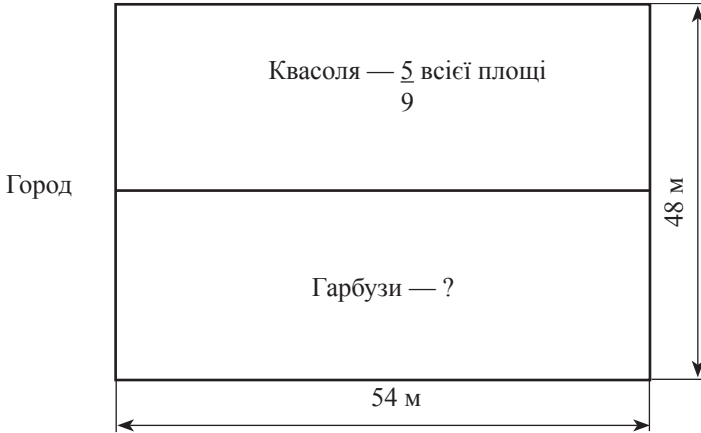 Квасоля — 5/9 всієї площі
Город
48 м
Гарбузи — ?
54 м